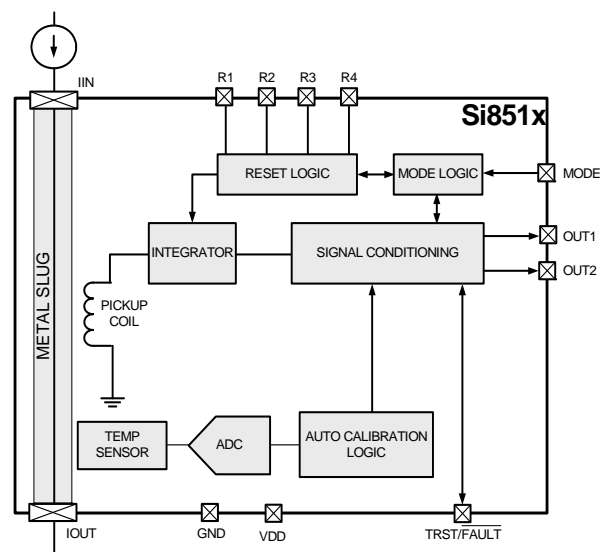 IIN
R1
R2
R3
R4
Si851x
RESET LOGIC
MODE LOGIC
MODE
INTEGRATOR
SIGNAL CONDITIONING
OUT1
OUT2
METAL SLUG
PICKUP
COIL
TEMP
SENSOR
ADC
AUTO CALIBRATION
LOGIC
IOUT
GND
VDD
TRST/FAULT